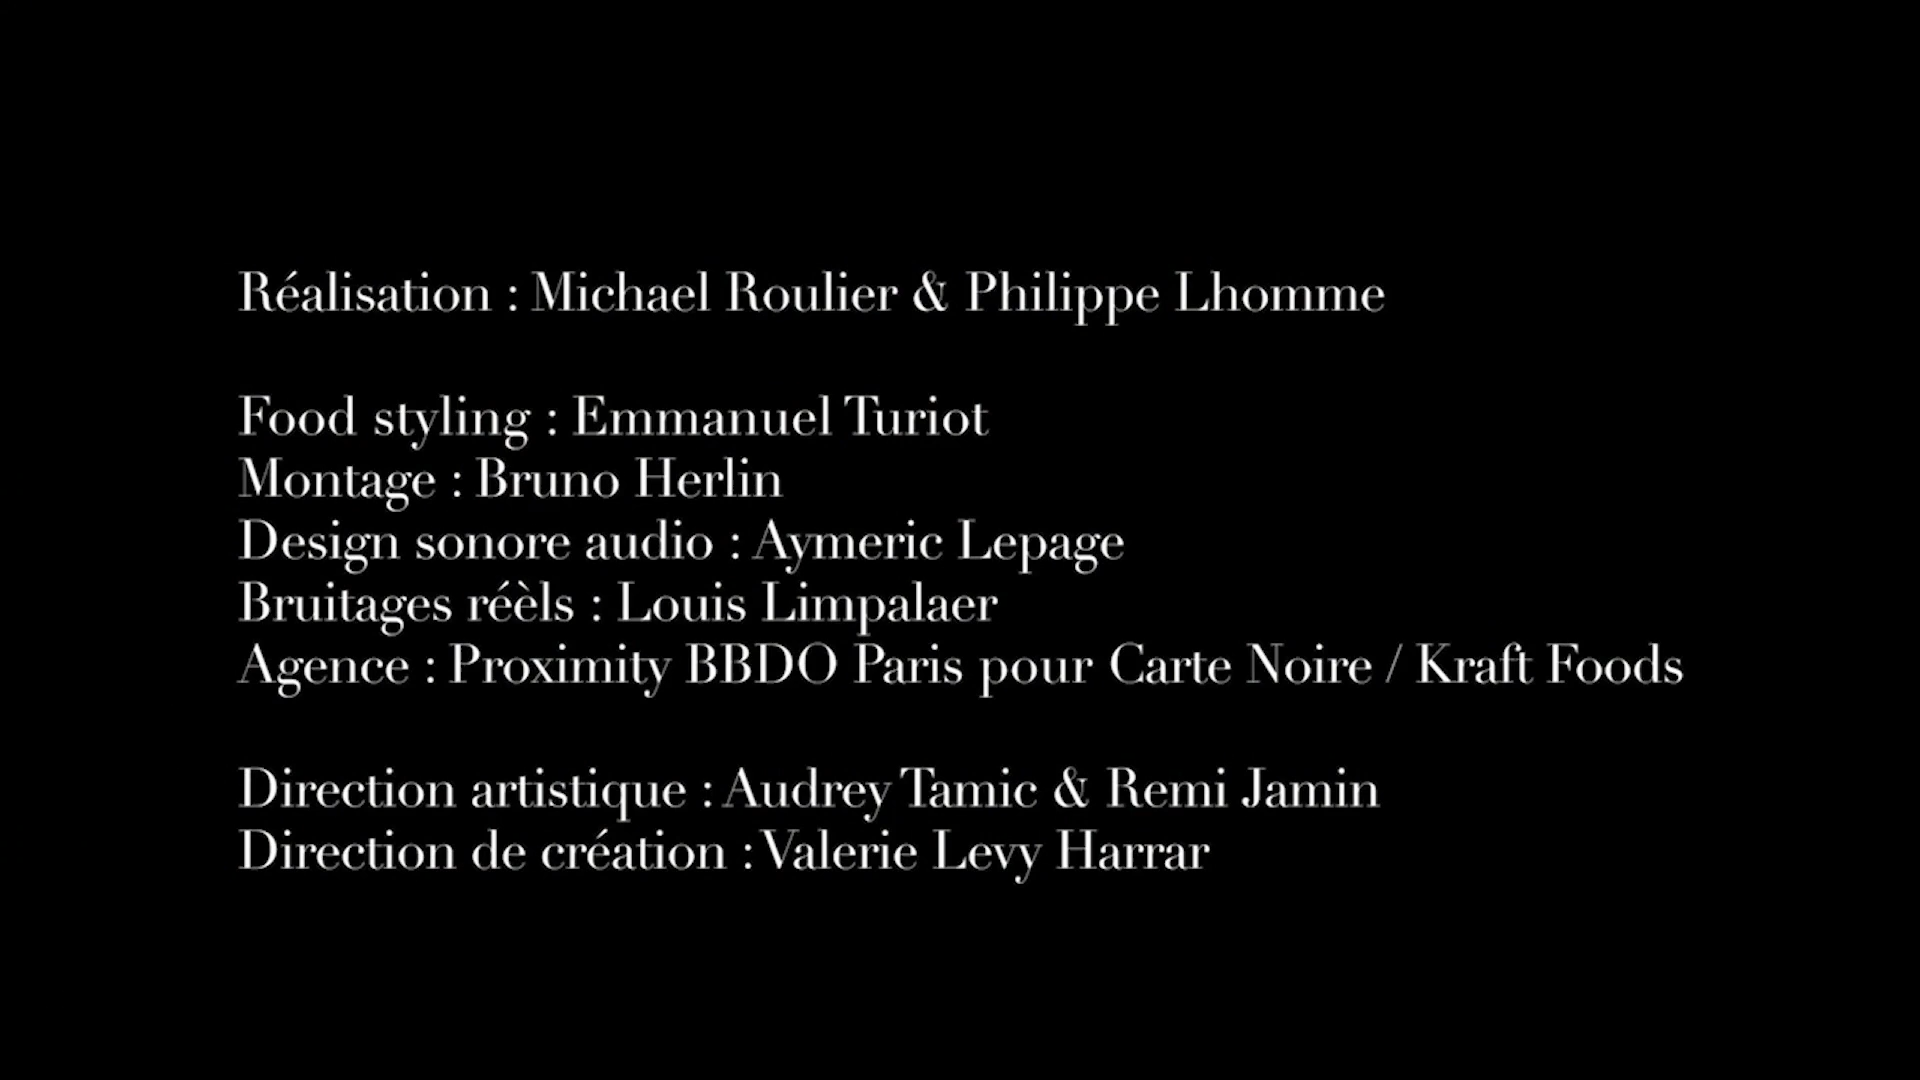 Réalisation : Michael Roulier & Philippe Lhomme
Food styling : Emmanuel Turiot
Montage : Bruno Herlin
Design sonore audio : Aymeric Lepage
Bruitages réèls : Louis Limpalaer
Agence : Proximity BBDO Paris pour Carte Noire / Kraft Foods
Direction artistique : Audrey Tamic & Remi Jamin
Direction de création : Valerie Levy Harrar